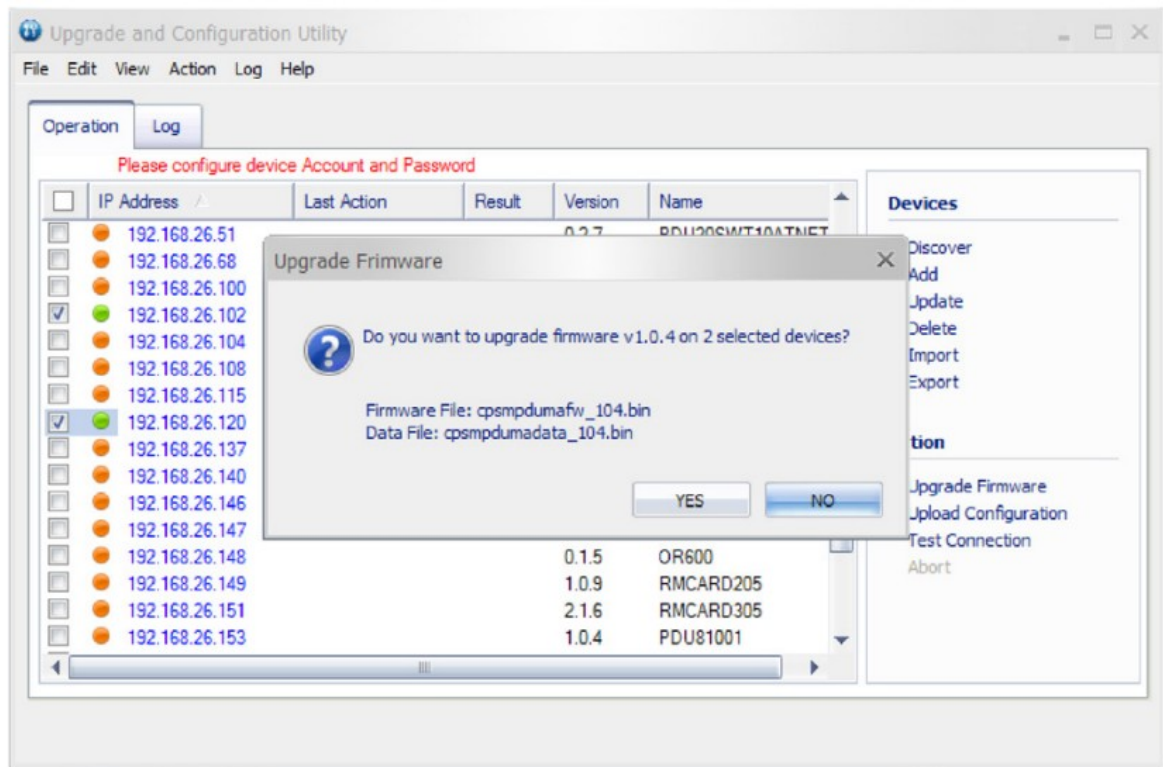 Upgrade and Configuration Utility
File Edit View Action Log Help
Operation Log
Please configure device Account and Password
IP Address Last Action Result Version Name
192.168.26.51 0.2.7 PDU20SWT10ATNET
192.168.26.68
192.168.26.100
192.168.26.102
192.168.26.104
192.168.26.108
192.168.26.115
192.168.26.120
192.168.26.137
192.168.26.140
192.168.26.146
192.168.26.147
192.168.26.148 0.1.5 OR600
192.168.26.149 1.0.9 RMCARD205
192.168.26.151 2.1.6 RMCARD305
192.168.26.153 1.0.4 PDU81001
Upgrade Frimware
Do you want to upgrade firmware v1.0.4 on 2 selected devices?
Firmware File: cpsmpdumafw_104.bin
Data File: cpsmpdumadata_104.bin
YES NO
Devices
Discover
Add
Update
Delete
Import
Export
tion
Upgrade Firmware
Upload Configuration
Test Connection
Abort